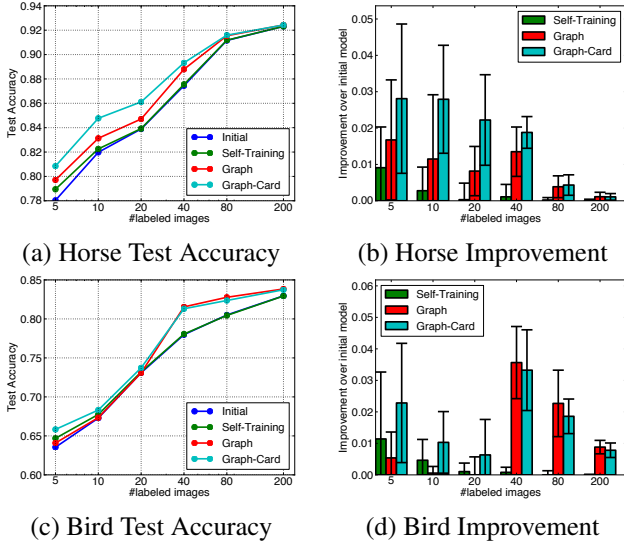 0.94
0.92
0.90
0.88
0.86
0.84
0.82
0.80
0.78
Test Accuracy
5 10 20 40 80 200
#labeled images
Initial
Self-Training
Graph
Graph-Card
(a) Horse Test Accuracy
0.05
0.04
0.03
0.02
0.01
0.00
Improvement over initial model
5 10 20 40 80 200
#labeled images
Self-Training
Graph
Graph-Card
(b) Horse Improvement
0.85
0.80
0.75
0.70
0.65
0.60
Test Accuracy
5 10 20 40 80 200
#labeled images
Initial
Self-Training
Graph
Graph-Card
(c) Bird Test Accuracy
0.06
0.05
0.04
0.03
0.02
0.01
0.00
Improvement over initial model
5 10 20 40 80 200
#labeled images
Self-Training
Graph
Graph-Card
(d) Bird Improvement